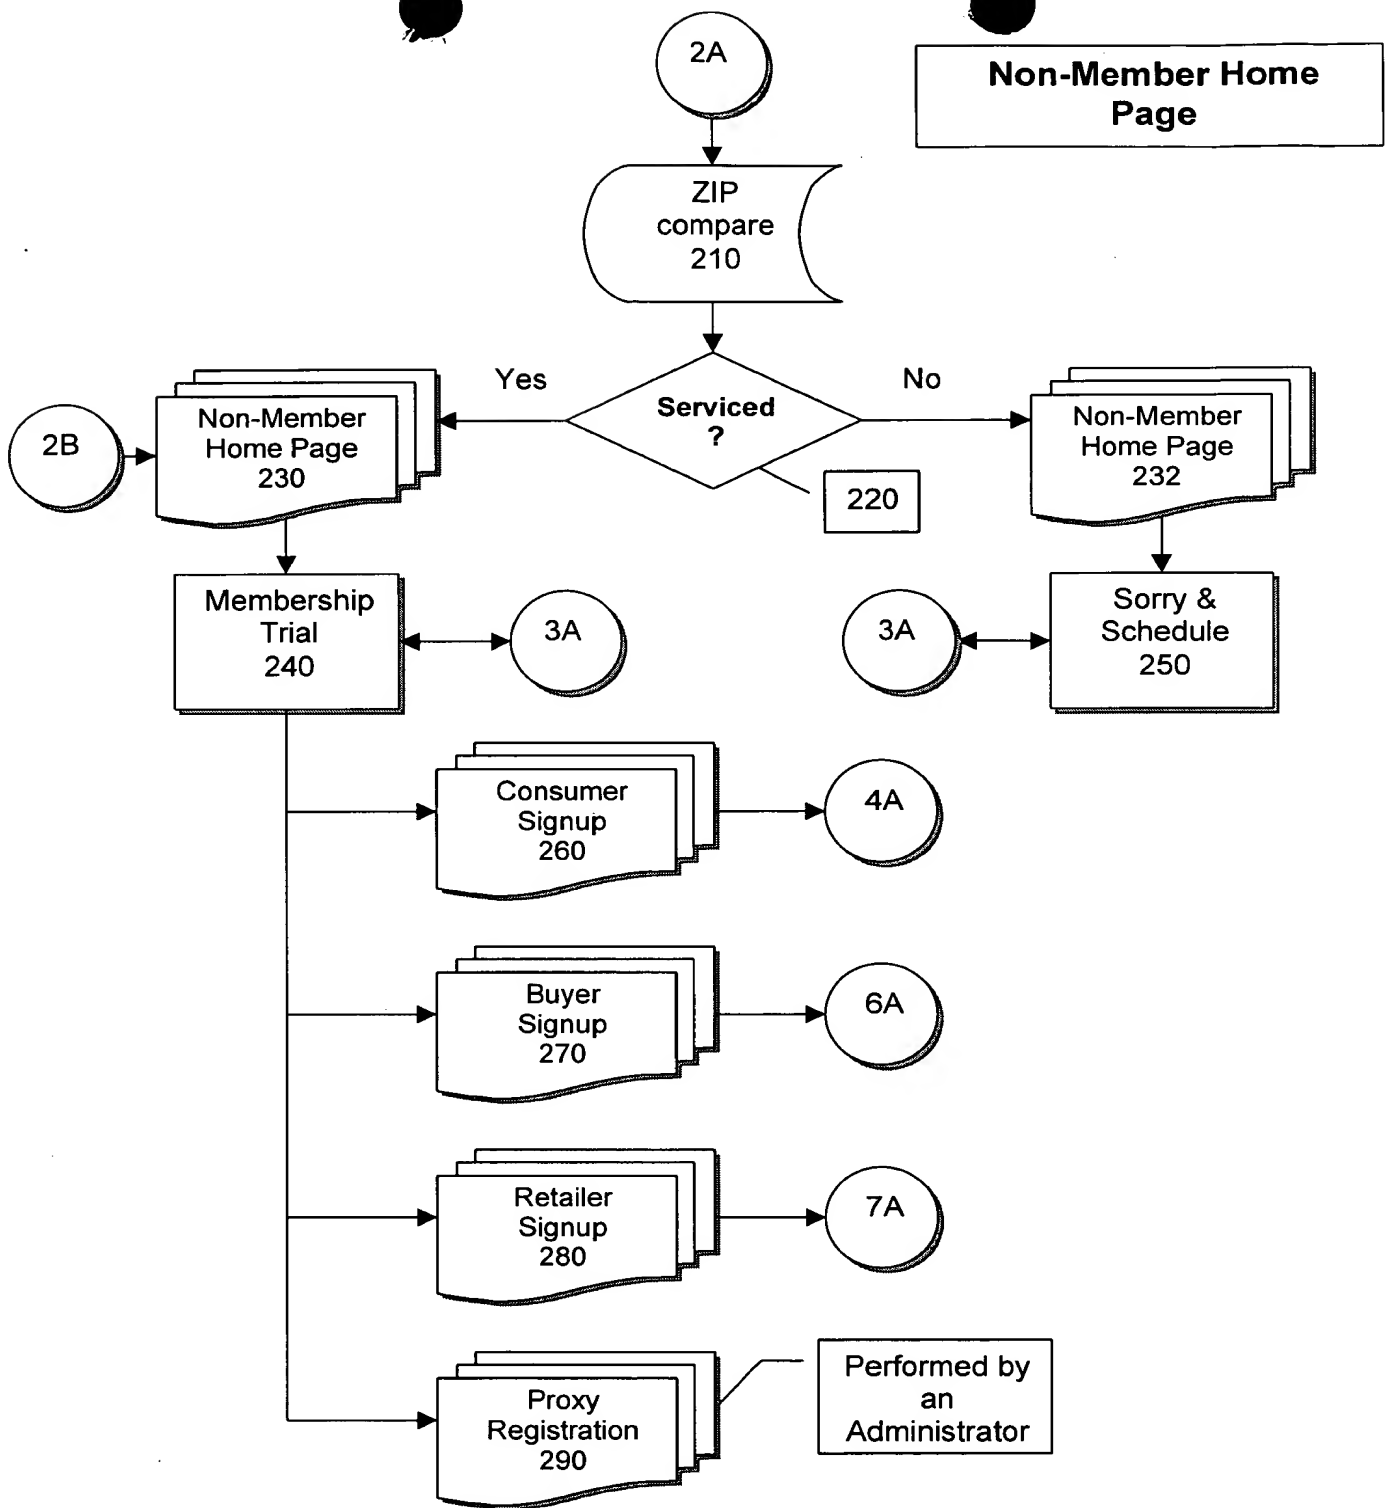 2A
Non-Member Home
Page
ZIP
compare
210
Yes
No
Serviced
?
220
2B
Non-Member
Home Page
230
Non-Member
Home Page
232
Membership
Trial
240
3A
3A
Sorry &
Schedule
250
Consumer
Signup
260
4A
Buyer
Signup
270
6A
Retailer
Signup
280
7A
Proxy
Registration
290
Performed by
an
Administrator